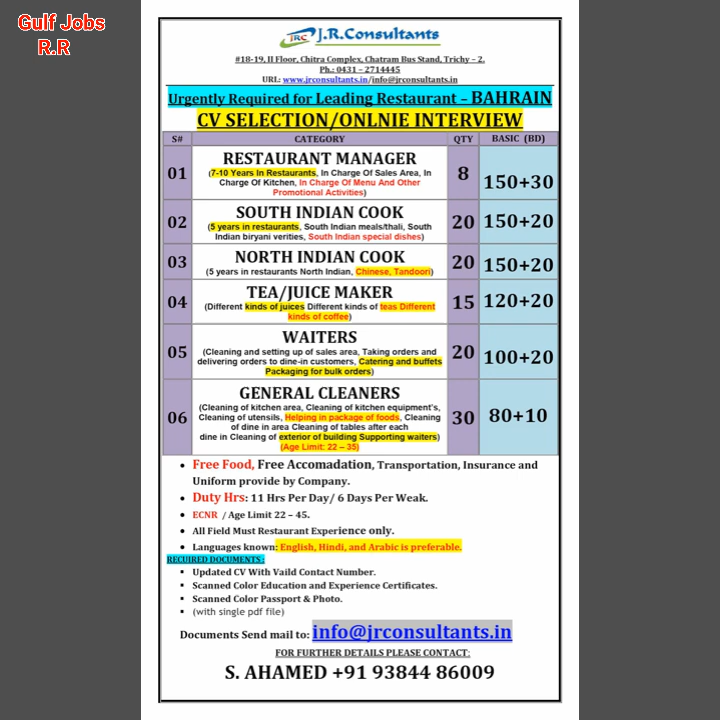 Gulf Jobs
R.R
JRC J.R.Consultants
#18-19, II Floor, Chitra Complex, Chatram Bus Stand, Trichy – 2.
Ph.: 0431 – 2714445
URL: www.jrconsultants.in/info@jrconsultants.in
Urgently Required for Leading Restaurant – BAHRAIN
CV SELECTION/ONLNIE INTERVIEW
S# CATEGORY QTY BASIC (BD)
01 RESTAURANT MANAGER 8 150+30
(7-10 Years In Restaurants, In Charge Of Sales Area, In
Charge Of Kitchen, In Charge Of Menu And Other
Promotional Activities)
02 SOUTH INDIAN COOK 20 150+20
(5 years in restaurants, South Indian meals/thali, South
Indian biryani verities, South Indian special dishes)
03 NORTH INDIAN COOK 20 150+20
(5 years in restaurants North Indian, Chinese, Tandoori)
04 TEA/JUICE MAKER 15 120+20
(Different kinds of juices Different kinds of teas Different
kinds of coffee)
05 WAITERS 20 100+20
(Cleaning and setting up of sales area, Taking orders and
delivering orders to dine-in customers, Catering and buffets
Packaging for bulk orders)
06 GENERAL CLEANERS 30 80+10
(Cleaning of kitchen area, Cleaning of kitchen equipment's,
Cleaning of utensils, Helping in package of foods, Cleaning
of dine in area Cleaning of tables after each
dine in Cleaning of exterior of building Supporting waiters)
(Age Limit: 22 – 35)
• Free Food, Free Accomadation, Transportation, Insurance and
Uniform provide by Company.
• Duty Hrs: 11 Hrs Per Day/ 6 Days Per Weak.
• ECNR / Age Limit 22 – 45.
• All Field Must Restaurant Experience only.
• Languages known: English, Hindi, and Arabic is preferable.
REQUIRED DOCUMENTS :
▪ Updated CV With Vaild Contact Number.
▪ Scanned Color Education and Experience Certificates.
▪ Scanned Color Passport & Photo.
▪ (with single pdf file)
Documents Send mail to: info@jrconsultants.in
FOR FURTHER DETAILS PLEASE CONTACT:
S. AHAMED +91 93844 86009